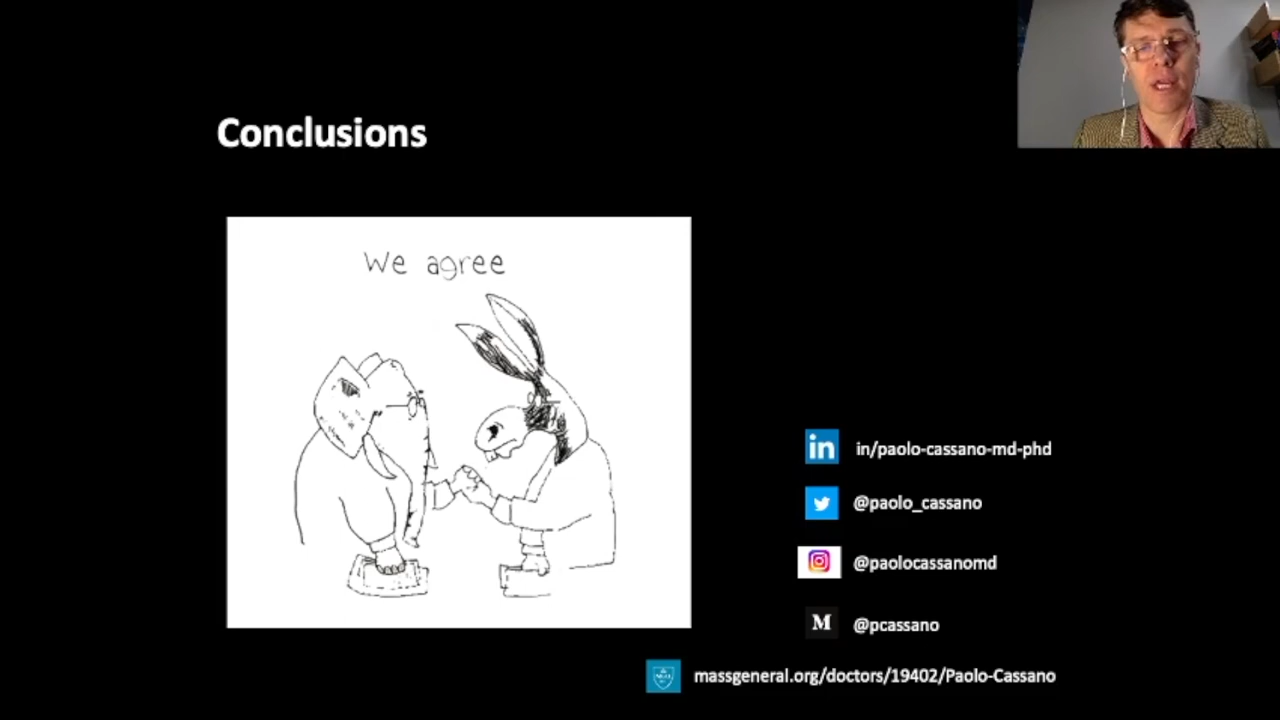 Conclusions
We agree
in/paolo-cassano-md-phd
@paolo_cassano
@paolocassanomd
M @pcassano
massgeneral.org/doctors/19402/Paolo-Cassano